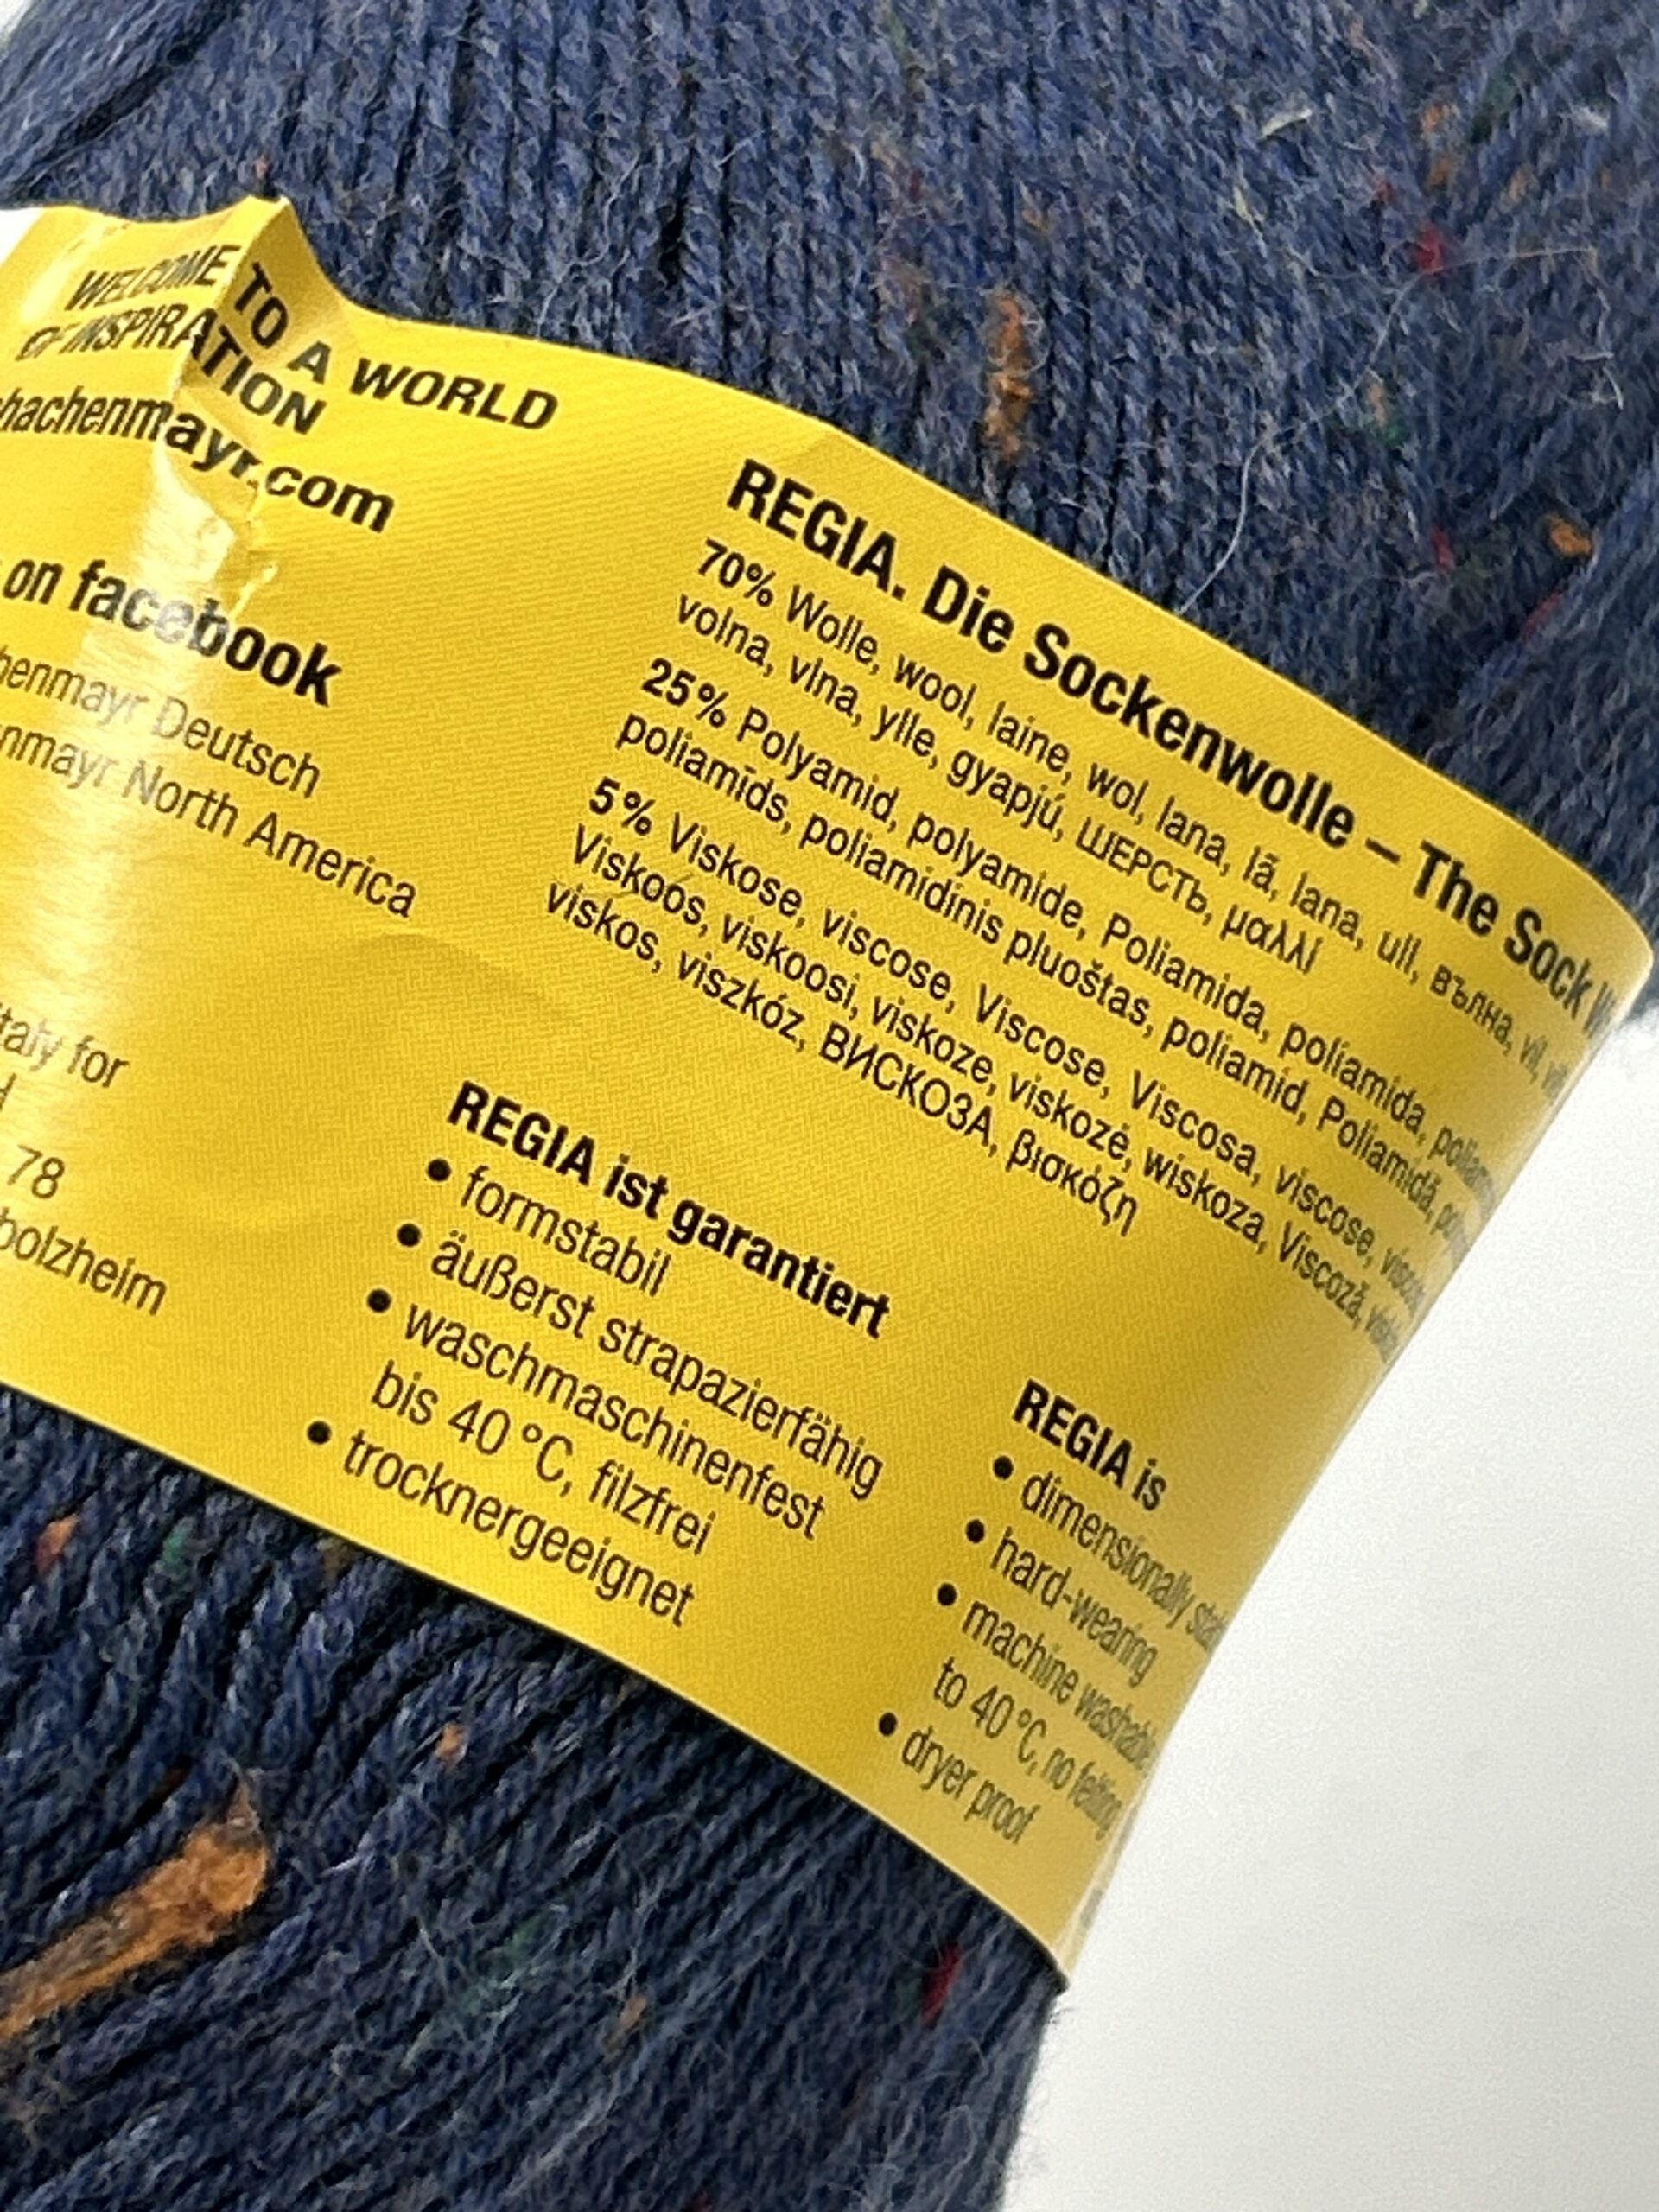 WELCOME TO A WORLD
OF INSPIRATION
hachenmayr.com
on facebook
henmayr Deutsch
nmayr North America
Italy for
78
bolzheim
REGIA. Die Sockenwolle – The Sock
70% Wolle, wool, laine, wol, lana, lã, lana, ull, вълна, vil,
volna, vlna, ylle, gyapjú, ШЕРСТЬ, μαλλί
25% Polyamid, polyamide, Poliamida, poliamida,
poliamīds, poliamidinis pluoštas, poliamid, Poliamidă,
5% Viskose, viscose, Viscose, Viscosa, viscose,
Viskoos, viskoosi, viskoze, viskozė, wiskoza, Viscoză,
viskos, viszkóz, ВИСКОЗА, βισκόζη
REGIA ist garantiert
• formstabil
• äußerst strapazierfähig
• waschmaschinenfest
bis 40 °C, filzfrei
• trocknergeeignet
REGIA is
• dimensionally
• hard-wearing
• machine washable
to 40 °C, no felting
• dryer proof